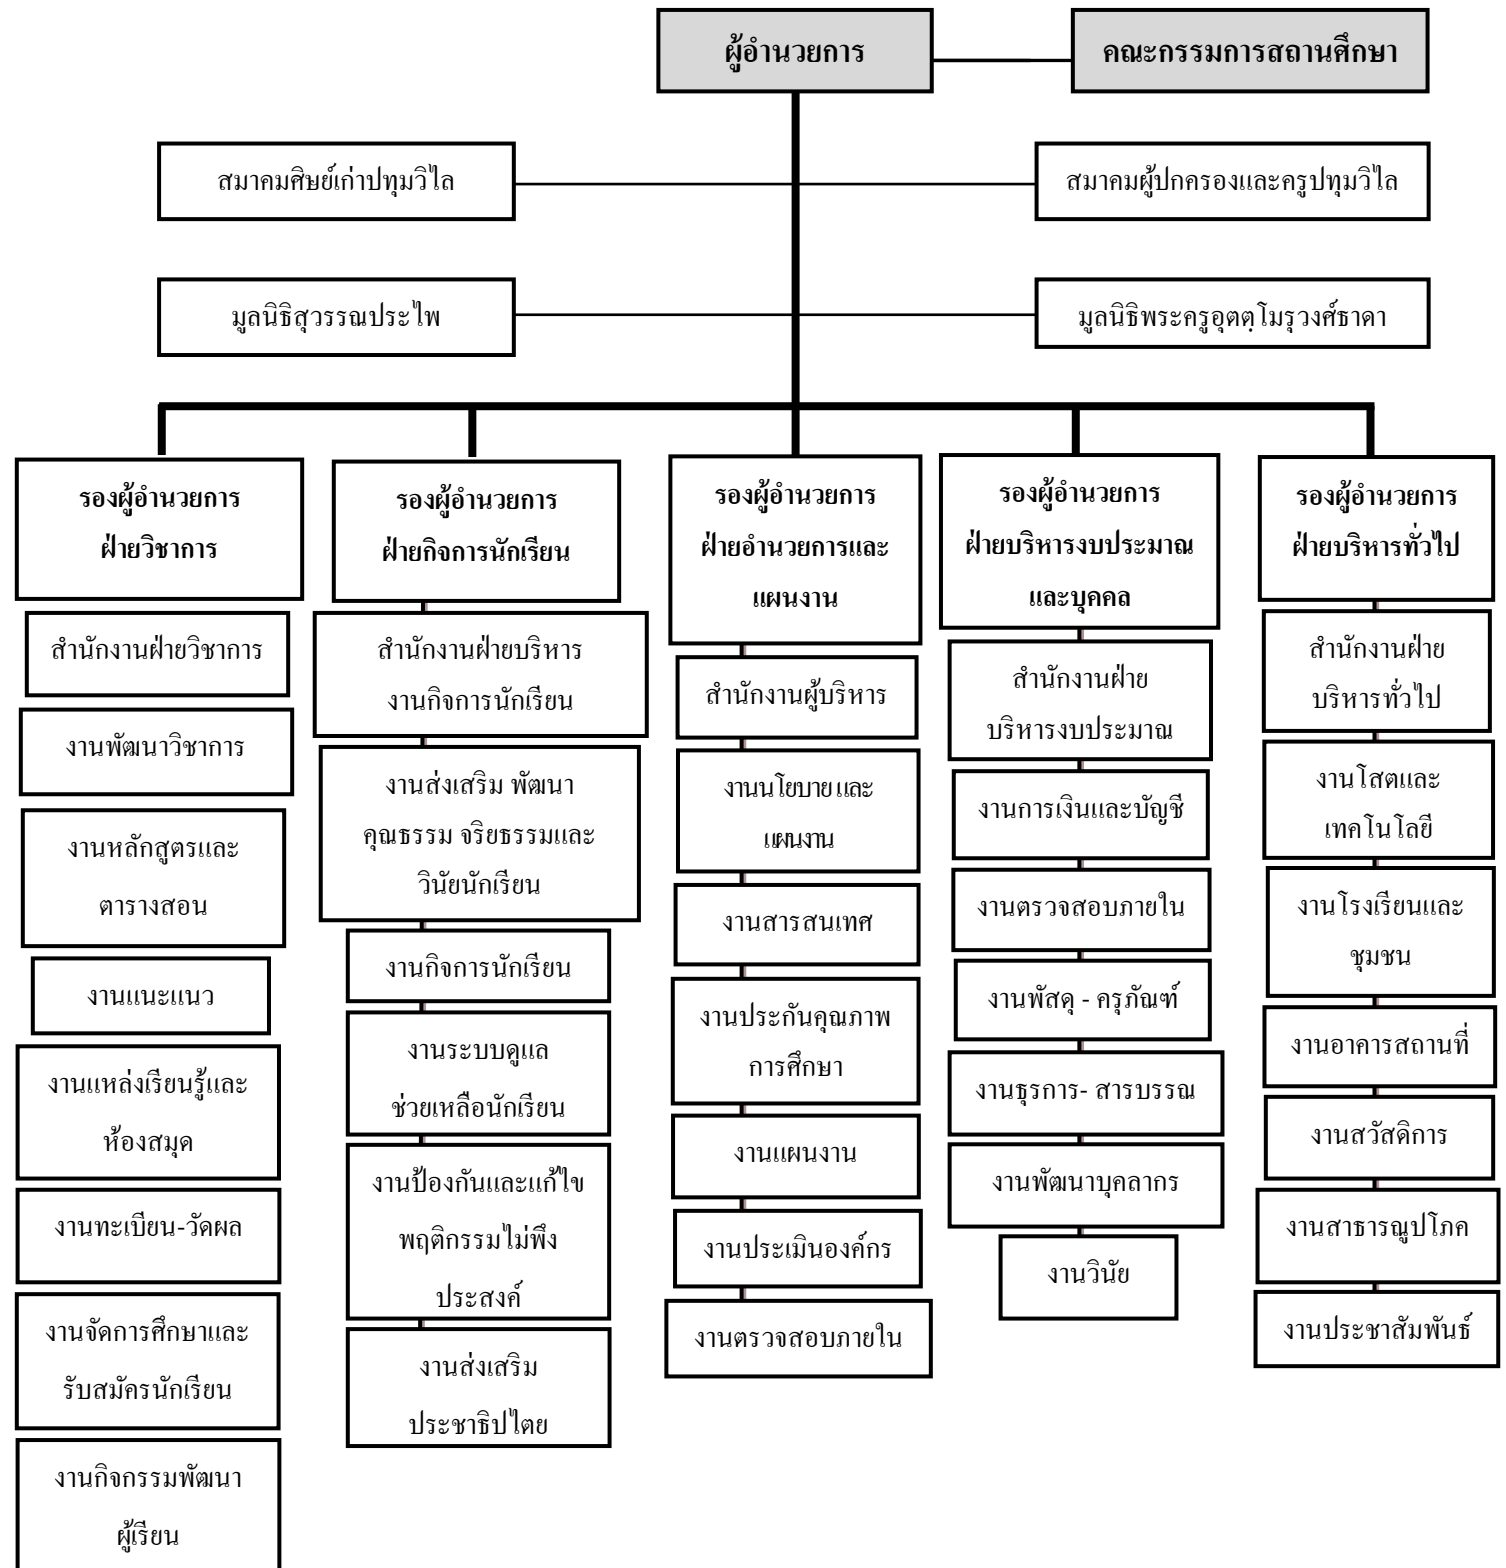 ผู้อำนวยการ
คณะกรรมการสถานศึกษา
สมาคมศิษย์เก่าปทุมวิไล
สมาคมผู้ปกครองและครูปทุมวิไล
มูลนิธิสุวรรณประไพ
มูลนิธิพระครูอุตตฺโมรุวงศ์ธาดา
รองผู้อำนวยการ
ฝ่ายวิชาการ
สำนักงานฝ่ายวิชาการ
งานพัฒนาวิชาการ
งานหลักสูตรและ
ตารางสอน
งานแนะแนว
งานแหล่งเรียนรู้และ
ห้องสมุด
งานทะเบียน-วัดผล
งานจัดการศึกษาและ
รับสมัครนักเรียน
งานกิจกรรมพัฒนา
ผู้เรียน
รองผู้อำนวยการ
ฝ่ายกิจการนักเรียน
สำนักงานฝ่ายบริหาร
งานกิจการนักเรียน
งานส่งเสริม พัฒนา
คุณธรรม จริยธรรมและ
วินัยนักเรียน
งานกิจการนักเรียน
งานระบบดูแล
ช่วยเหลือนักเรียน
งานป้องกันและแก้ไข
พฤติกรรมไม่พึง
ประสงค์
งานส่งเสริม
ประชาธิปไตย
รองผู้อำนวยการ
ฝ่ายอำนวยการและ
แผนงาน
สำนักงานผู้บริหาร
งานนโยบายและ
แผนงาน
งานสารสนเทศ
งานประกันคุณภาพ
การศึกษา
งานแผนงาน
งานประเมินองค์กร
งานตรวจสอบภายใน
รองผู้อำนวยการ
ฝ่ายบริหารงบประมาณ
และบุคคล
สำนักงานฝ่าย
บริหารงบประมาณ
งานการเงินและบัญชี
งานตรวจสอบภายใน
งานพัสดุ - ครุภัณฑ์
งานธุรการ- สารบรรณ
งานพัฒนาบุคลากร
งานวินัย
รองผู้อำนวยการ
ฝ่ายบริหารทั่วไป
สำนักงานฝ่าย
บริหารทั่วไป
งานโสตและ
เทคโนโลยี
งานโรงเรียนและ
ชุมชน
งานอาคารสถานที่
งานสวัสดิการ
งานสาธารณูปโภค
งานประชาสัมพันธ์